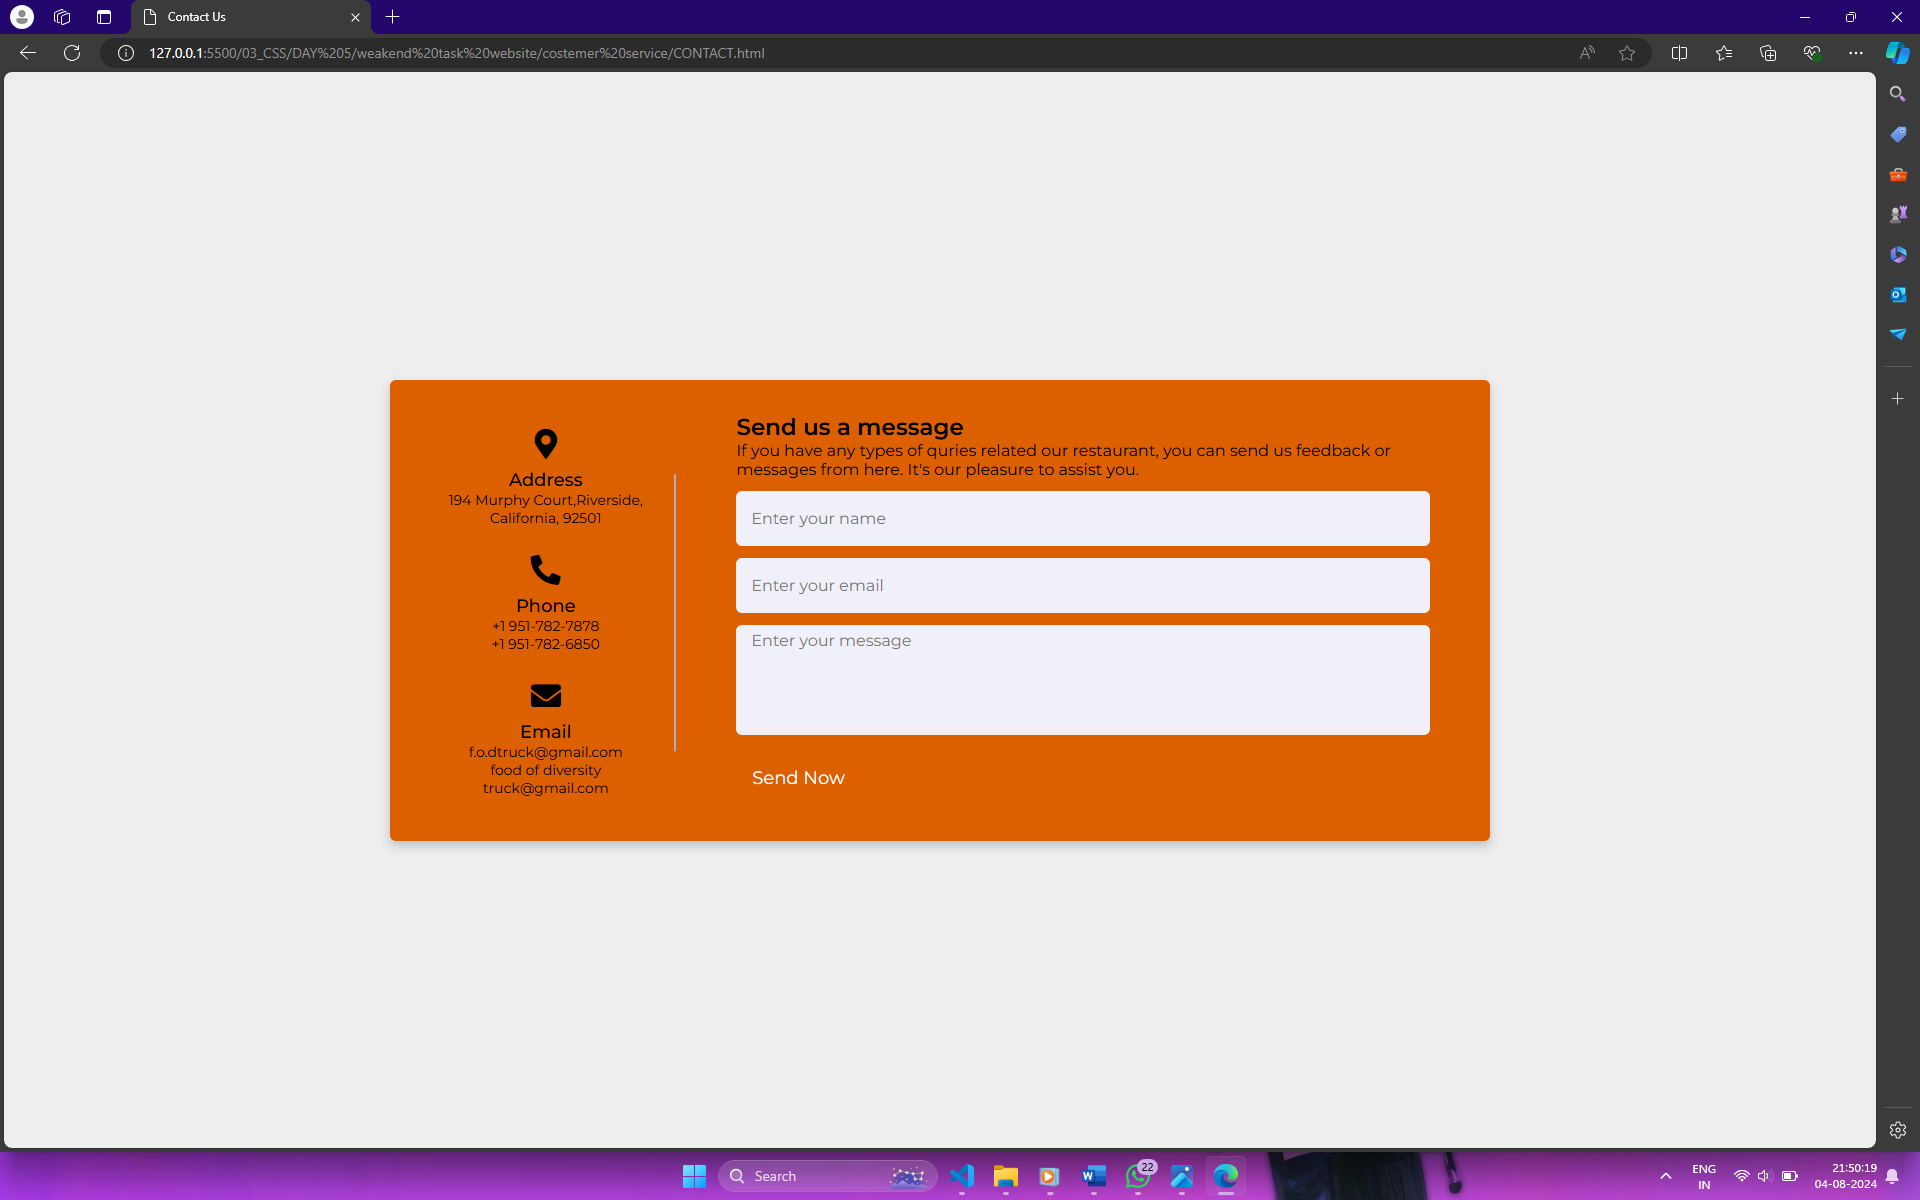 Contact Us
127.0.0.1:5500/03_CSS/DAY%205/weakend%20task%20website/costemer%20service/CONTACT.html
Address
194 Murphy Court,Riverside,
California, 92501
Phone
+1 951-782-7878
+1 951-782-6850
Email
f.o.dtruck@gmail.com
food of diversity
truck@gmail.com
Send us a message
If you have any types of quries related our restaurant, you can send us feedback or
messages from here. It's our pleasure to assist you.
Enter your name
Enter your email
Enter your message
Send Now
Search
22
ENG
IN
21:50:19
04-08-2024